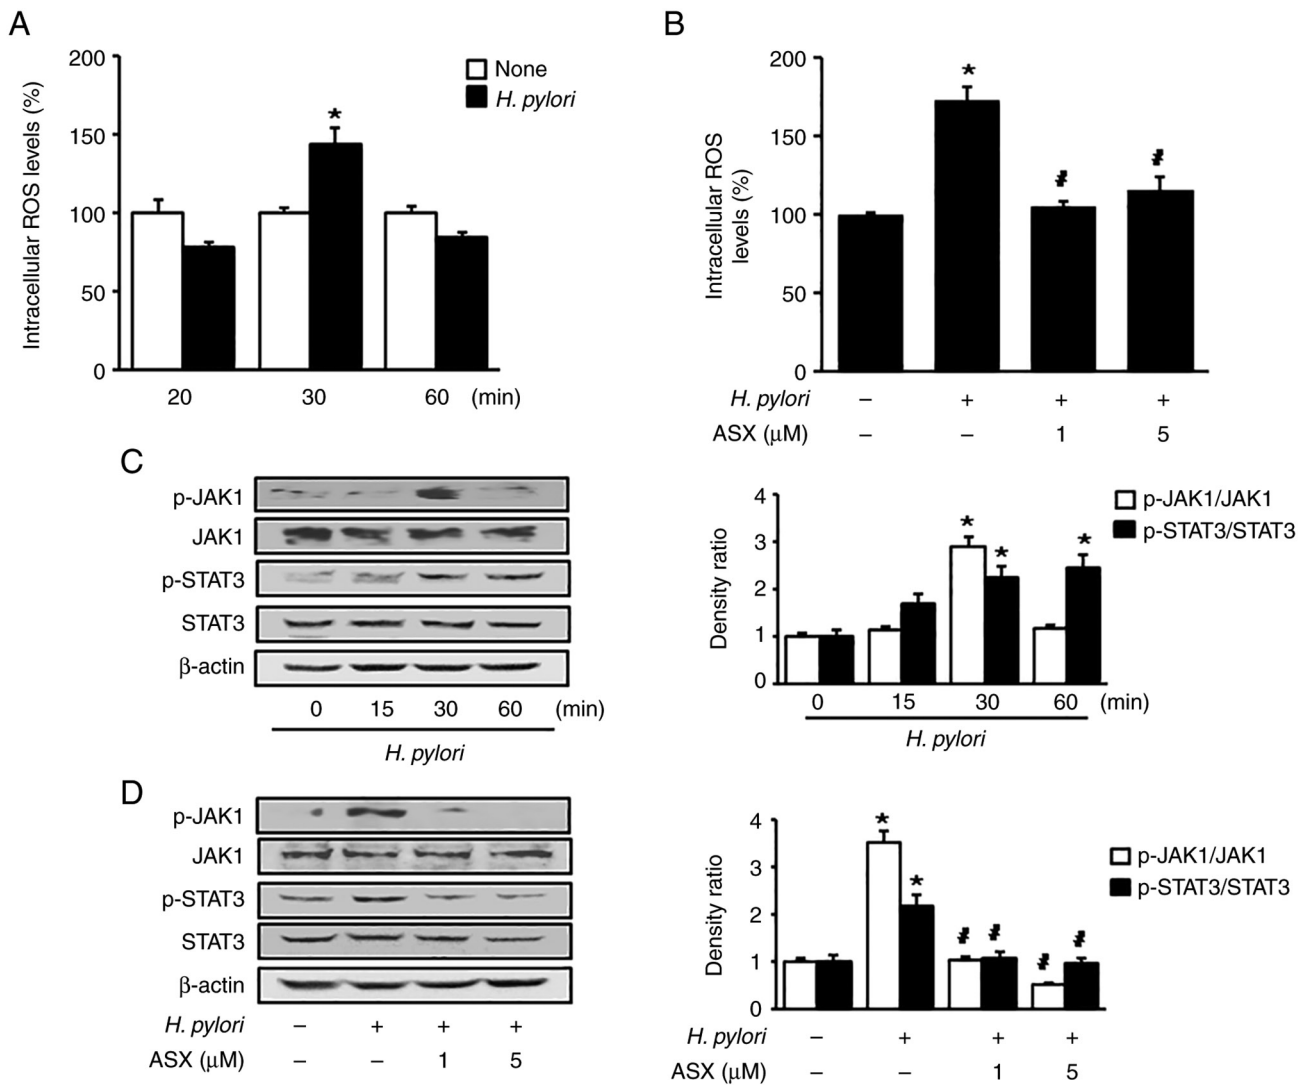 A
Intracellular ROS levels (%)
200
150
100
50
0
None
H. pylori
*
20 30 60 (min)
B
Intracellular ROS
levels (%)
200
150
100
50
0
*
#
#
H. pylori – + + +
ASX (μM) – – 1 5
C
p-JAK1
JAK1
p-STAT3
STAT3
β-actin
0 15 30 60 (min)
H. pylori
Density ratio
4
3
2
1
0
p-JAK1/JAK1
p-STAT3/STAT3
* * *
0 15 30 60 (min)
H. pylori
D
p-JAK1
JAK1
p-STAT3
STAT3
β-actin
H. pylori – + + +
ASX (μM) – – 1 5
Density ratio
4
3
2
1
0
p-JAK1/JAK1
p-STAT3/STAT3
* *
# # # #
H. pylori – + + +
ASX (μM) – – 1 5